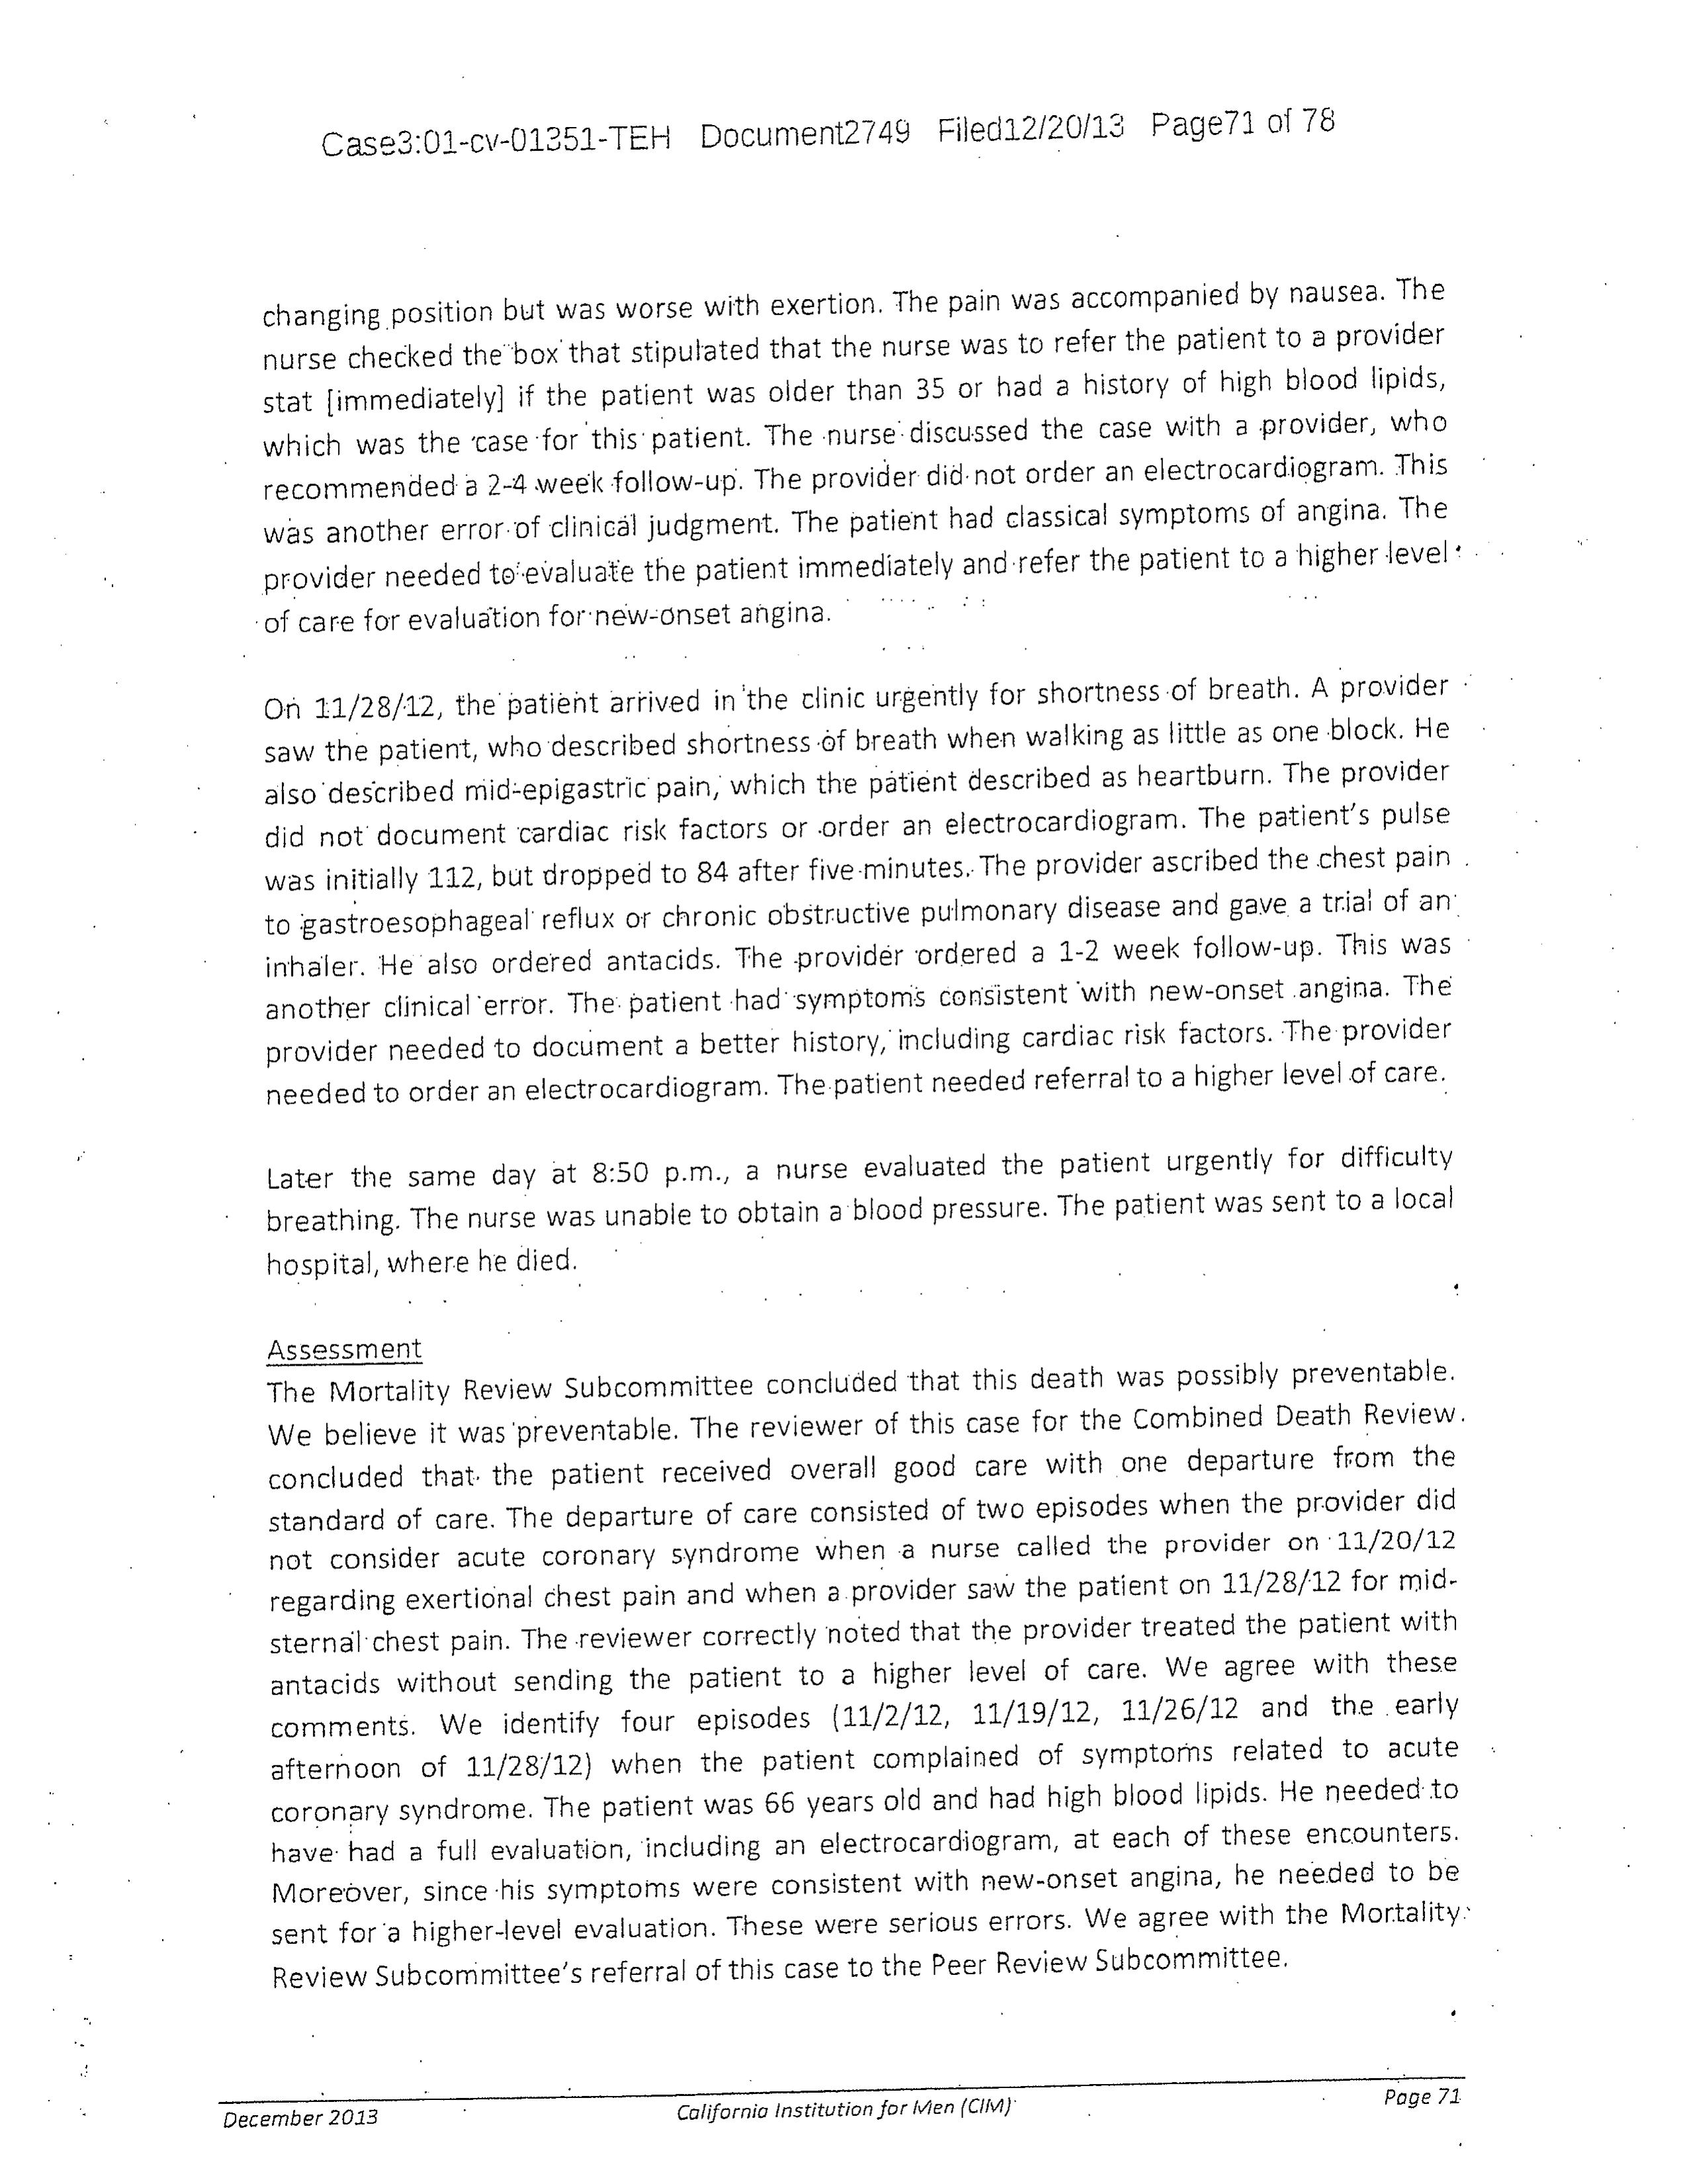 Case3:01-cv-01351-TEH Document2749 Filed12/20/13 Page71 of 78
changing position but was worse with exertion. The pain was accompanied by nausea. The
nurse checked the box that stipulated that the nurse was to refer the patient to a provider
stat [immediately] if the patient was older than 35 or had a history of high blood lipids,
which was the case for this patient. The nurse discussed the case with a provider, who
recommended a 2-4 week follow-up. The provider did not order an electrocardiogram. This
was another error of clinical judgment. The patient had classical symptoms of angina. The
provider needed to evaluate the patient immediately and refer the patient to a higher level
of care for evaluation for new-onset angina.
On 11/28/12, the patient arrived in the clinic urgently for shortness of breath. A provider
saw the patient, who described shortness of breath when walking as little as one block. He
also described mid-epigastric pain, which the patient described as heartburn. The provider
did not document cardiac risk factors or order an electrocardiogram. The patient's pulse
was initially 112, but dropped to 84 after five minutes. The provider ascribed the chest pain
to gastroesophageal reflux or chronic obstructive pulmonary disease and gave a trial of an
inhaler. He also ordered antacids. The provider ordered a 1-2 week follow-up. This was
another clinical error. The patient had symptoms consistent with new-onset angina. The
provider needed to document a better history, including cardiac risk factors. The provider
needed to order an electrocardiogram. The patient needed referral to a higher level of care.
Later the same day at 8:50 p.m., a nurse evaluated the patient urgently for difficulty
breathing. The nurse was unable to obtain a blood pressure. The patient was sent to a local
hospital, where he died.
Assessment
The Mortality Review Subcommittee concluded that this death was possibly preventable.
We believe it was preventable. The reviewer of this case for the Combined Death Review
concluded that the patient received overall good care with one departure from the
standard of care. The departure of care consisted of two episodes when the provider did
not consider acute coronary syndrome when a nurse called the provider on 11/20/12
regarding exertional chest pain and when a provider saw the patient on 11/28/12 for mid-
sternal chest pain. The reviewer correctly noted that the provider treated the patient with
antacids without sending the patient to a higher level of care. We agree with these
comments. We identify four episodes (11/2/12, 11/19/12, 11/26/12 and the early
afternoon of 11/28/12) when the patient complained of symptoms related to acute
coronary syndrome. The patient was 66 years old and had high blood lipids. He needed to
have had a full evaluation, including an electrocardiogram, at each of these encounters.
Moreover, since his symptoms were consistent with new-onset angina, he needed to be
sent for a higher-level evaluation. These were serious errors. We agree with the Mortality
Review Subcommittee's referral of this case to the Peer Review Subcommittee.
December 2013 California Institution for Men (CIM) Page 71